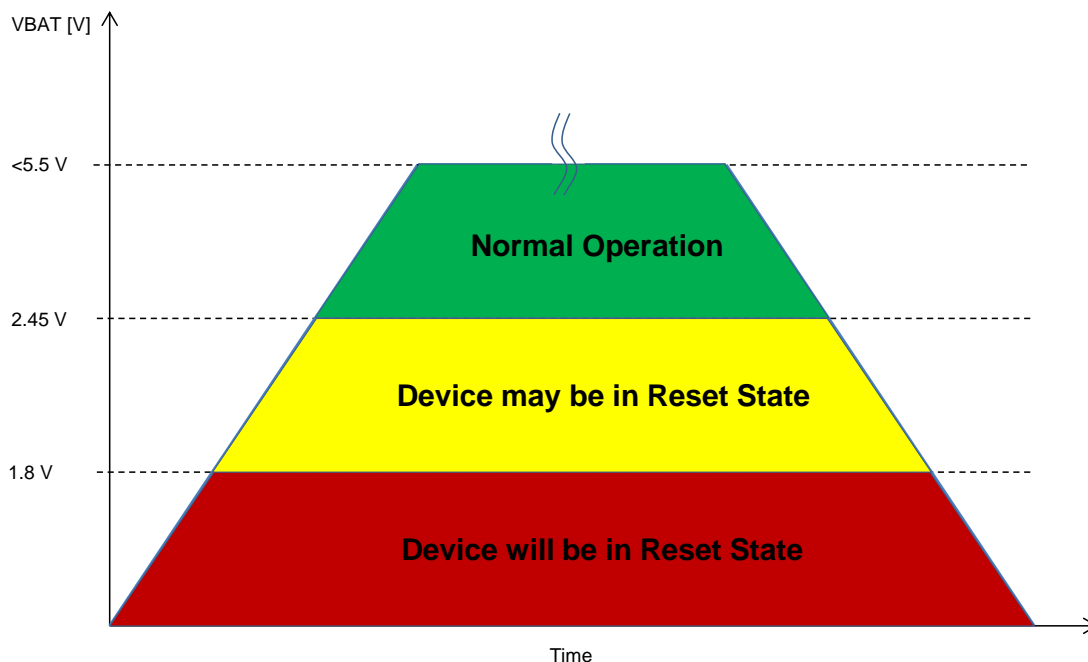 VBAT [V]
<5.5 V
Normal Operation
2.45 V
Device may be in Reset State
1.8 V
Device will be in Reset State
Time